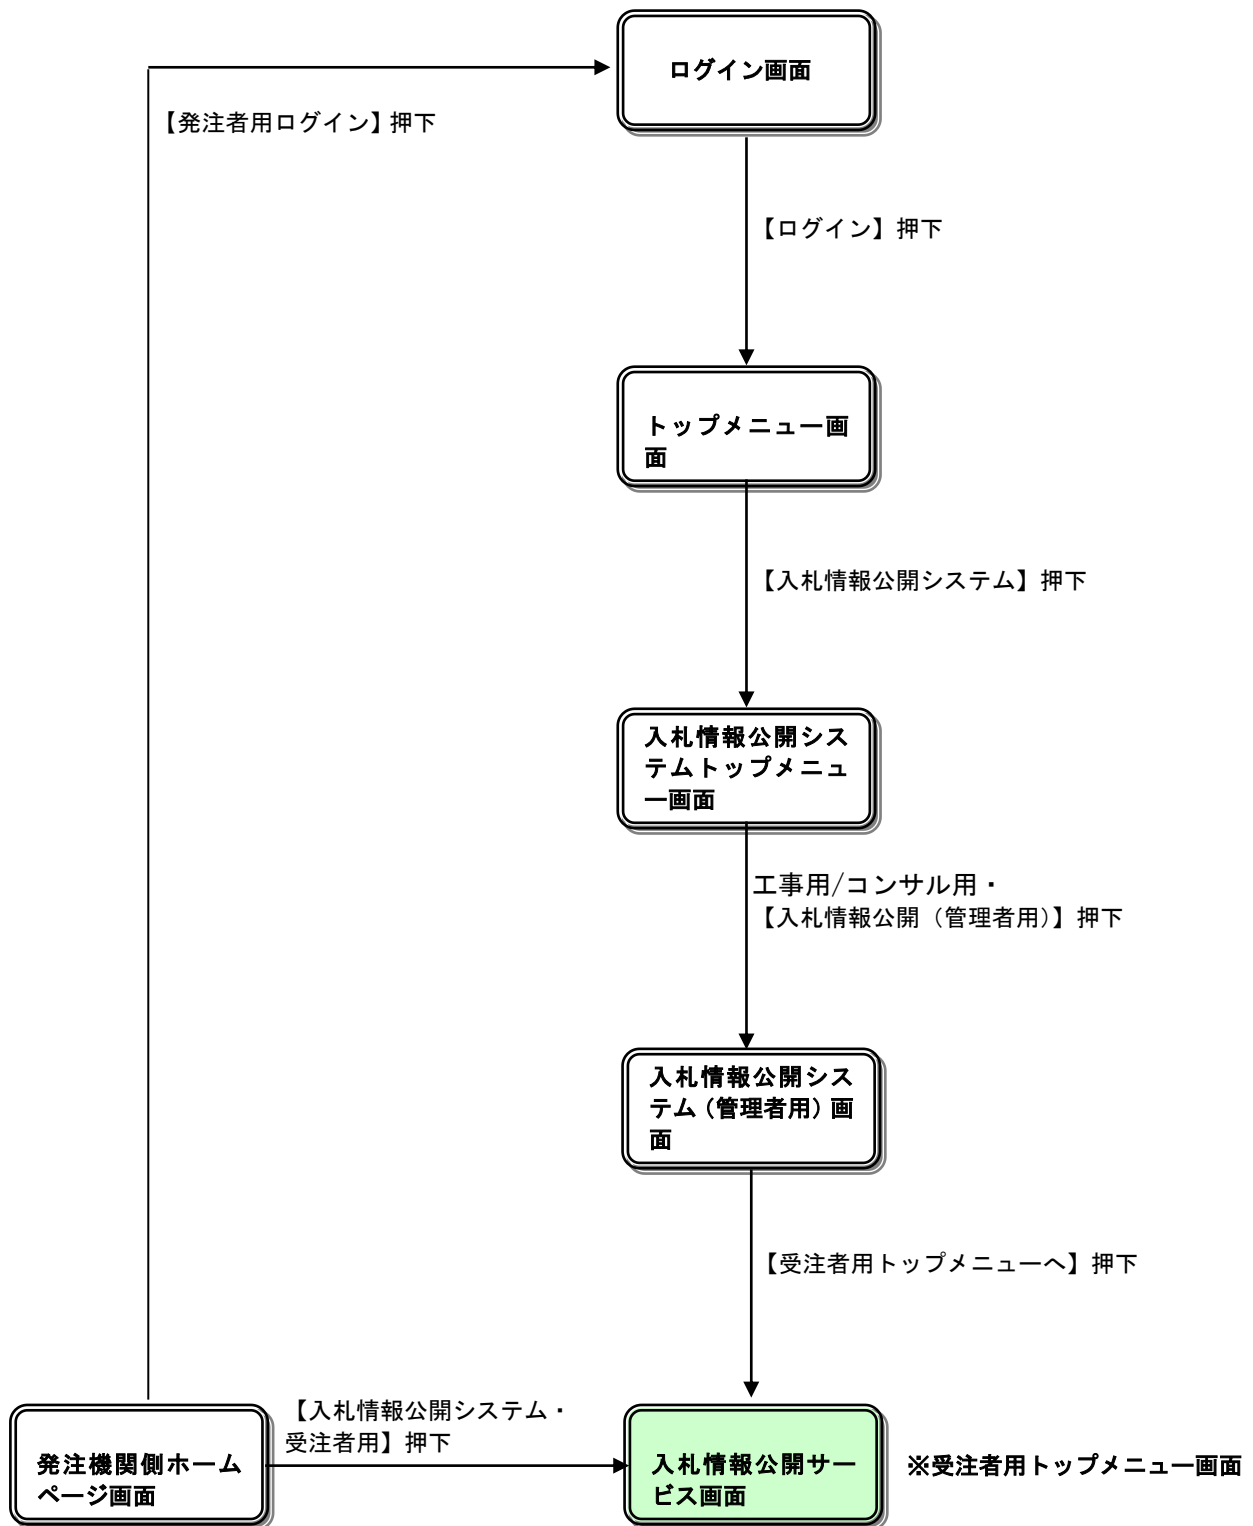 ログイン画面
【発注者用ログイン】押下
【ログイン】押下
トップメニュー画
面
【入札情報公開システム】押下
入札情報公開シス
テムトップメニュ
ー画面
工事用/コンサル用・
【入札情報公開（管理者用）】押下
入札情報公開シス
テム（管理者用）画
面
【受注者用トップメニューへ】押下
【入札情報公開システム・
受注者用】押下
発注機関側ホーム
ページ画面
入札情報公開サー
ビス画面
※受注者用トップメニュー画面